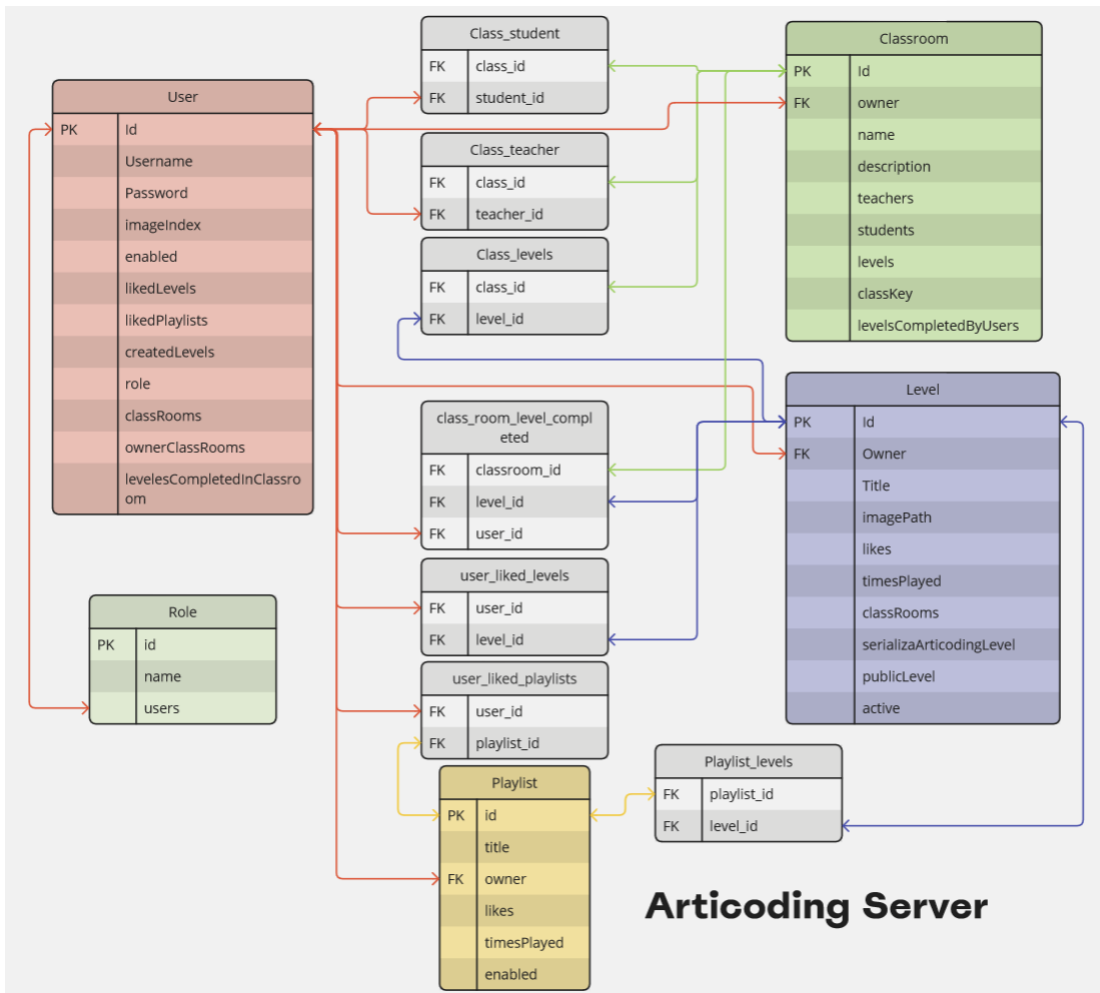 Class_student
FK class_id
FK student_id
Classroom
PK Id
FK owner
name
description
teachers
students
levels
classKey
levelsCompletedByUsers
User
PK Id
Username
Password
imageIndex
enabled
likedLevels
likedPlaylists
createdLevels
role
classRooms
ownerClassRooms
levelesCompletedInClassro
om
Class_teacher
FK class_id
FK teacher_id
Class_levels
FK class_id
FK level_id
Level
PK Id
FK Owner
Title
imagePath
likes
timesPlayed
classRooms
serializaArticodingLevel
publicLevel
active
class_room_level_compl
eted
FK classroom_id
FK level_id
FK user_id
user_liked_levels
FK user_id
FK level_id
Role
PK id
name
users
user_liked_playlists
FK user_id
FK playlist_id
Playlist_levels
FK playlist_id
FK level_id
Playlist
PK id
title
FK owner
likes
timesPlayed
enabled
Articoding Server